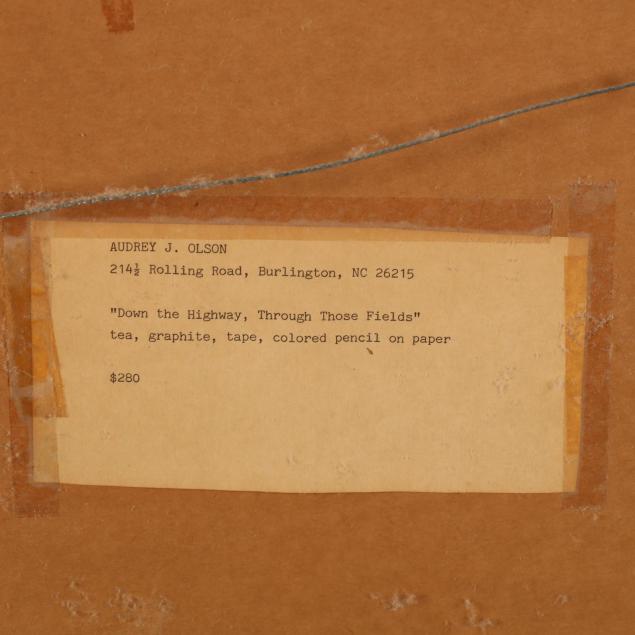 AUDREY J. OLSON
214½ Rolling Road, Burlington, NC 26215
"Down the Highway, Through Those Fields"
tea, graphite, tape, colored pencil on paper
$280